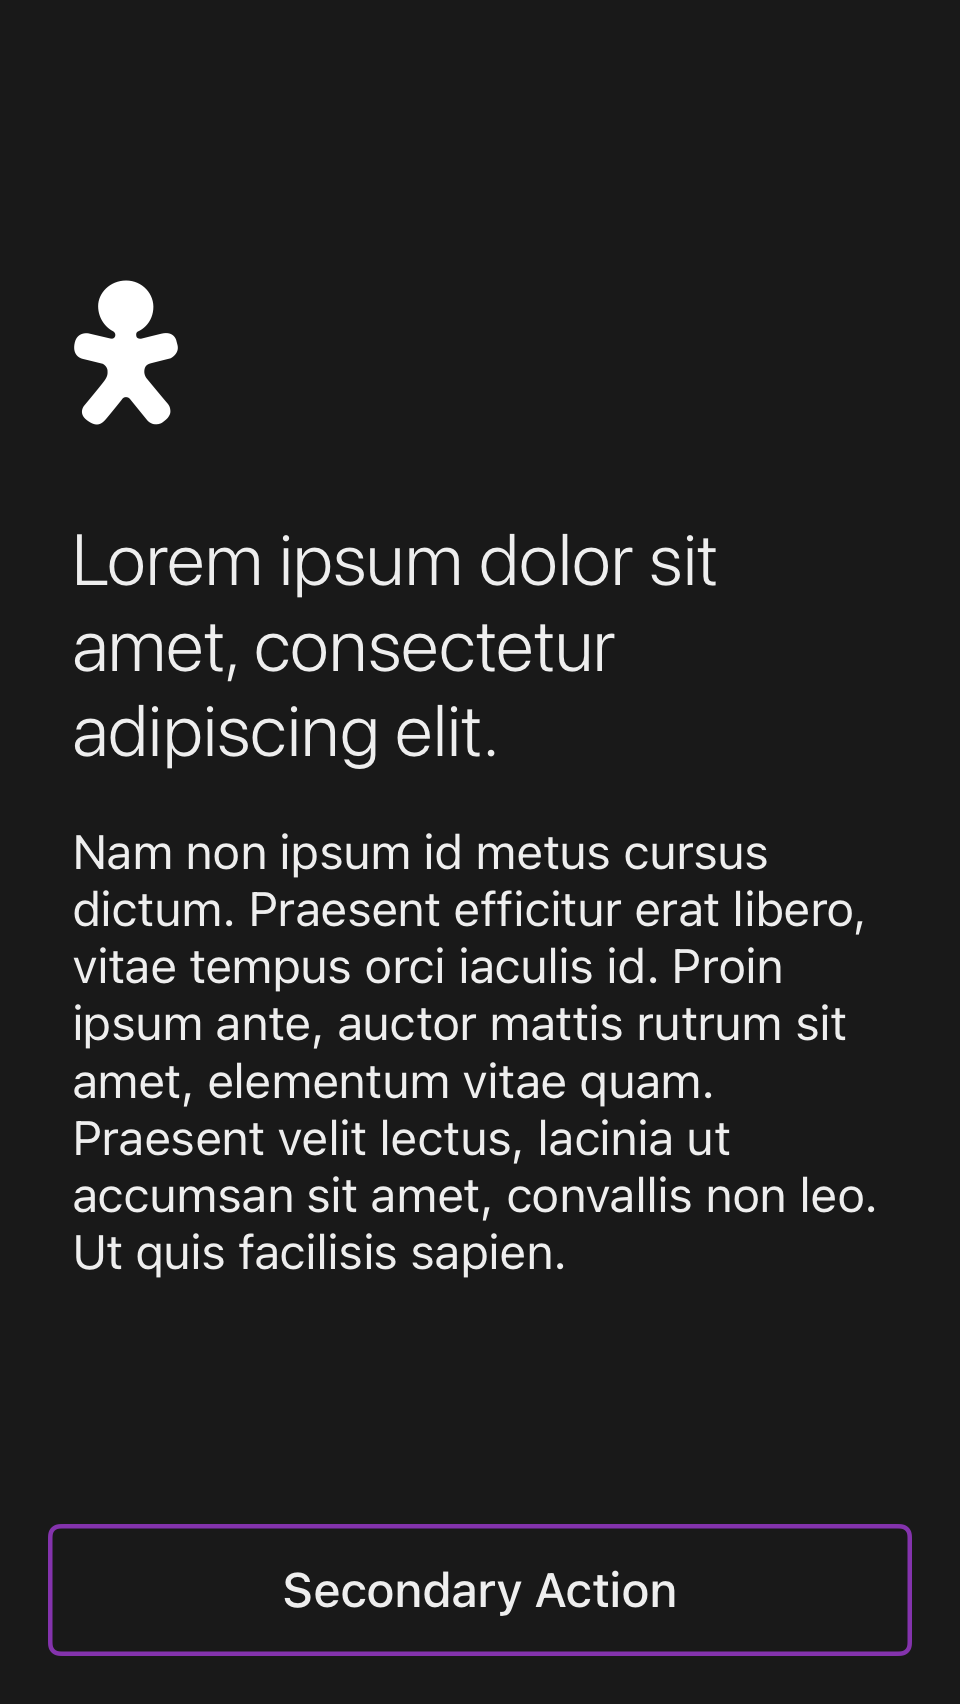 Lorem ipsum dolor sit
amet, consectetur
adipiscing elit.
Nam non ipsum id metus cursus
dictum. Praesent efficitur erat libero,
vitae tempus orci iaculis id. Proin
ipsum ante, auctor mattis rutrum sit
amet, elementum vitae quam.
Praesent velit lectus, lacinia ut
accumsan sit amet, convallis non leo.
Ut quis facilisis sapien.
Secondary Action